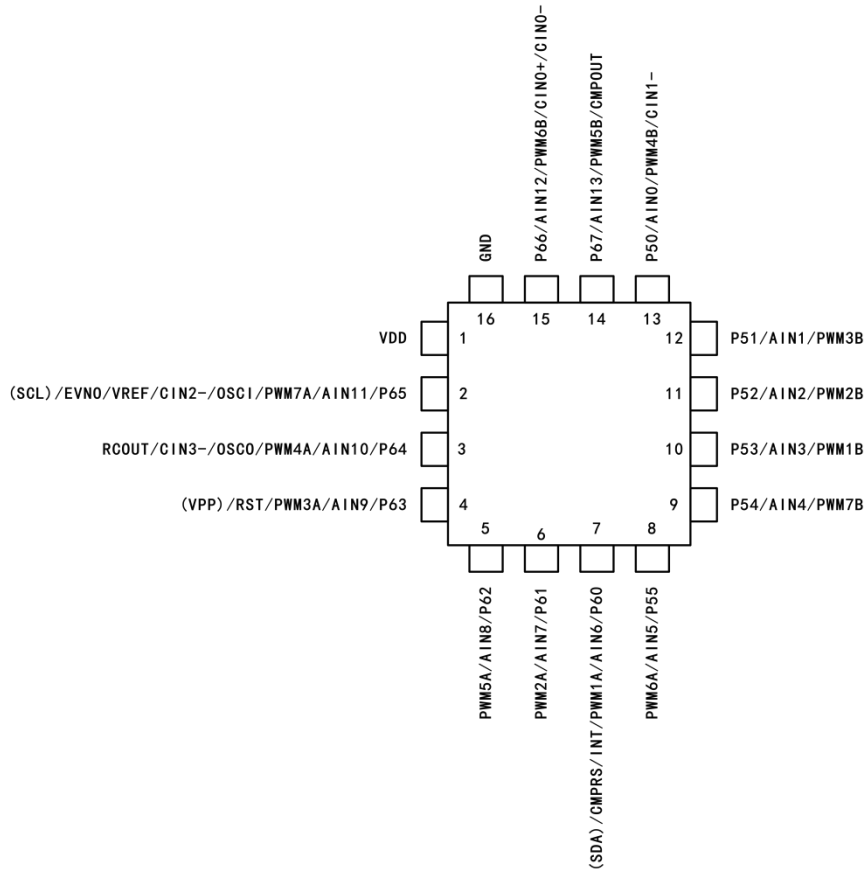 P66/AIN12/PWM6B/CIN0+/CIN0-
P67/AIN13/PWM5B/CMPOUT
P50/AIN0/PWM4B/CIN1-
GND
16
15
14
13
VDD
1
12
P51/AIN1/PWM3B
(SCL)/EVNO/VREF/CIN2-/OSCI/PWM7A/AIN11/P65
2
11
P52/AIN2/PWM2B
RCOUT/CIN3-/OSCO/PWM4A/AIN10/P64
3
10
P53/AIN3/PWM1B
(VPP)/RST/PWM3A/AIN9/P63
4
9
P54/AIN4/PWM7B
5
6
7
8
PWM5A/AIN8/P62
PWM2A/AIN7/P61
(SDA)/CMPRS/INT/PWM1A/AIN6/P60
PWM6A/AIN5/P55